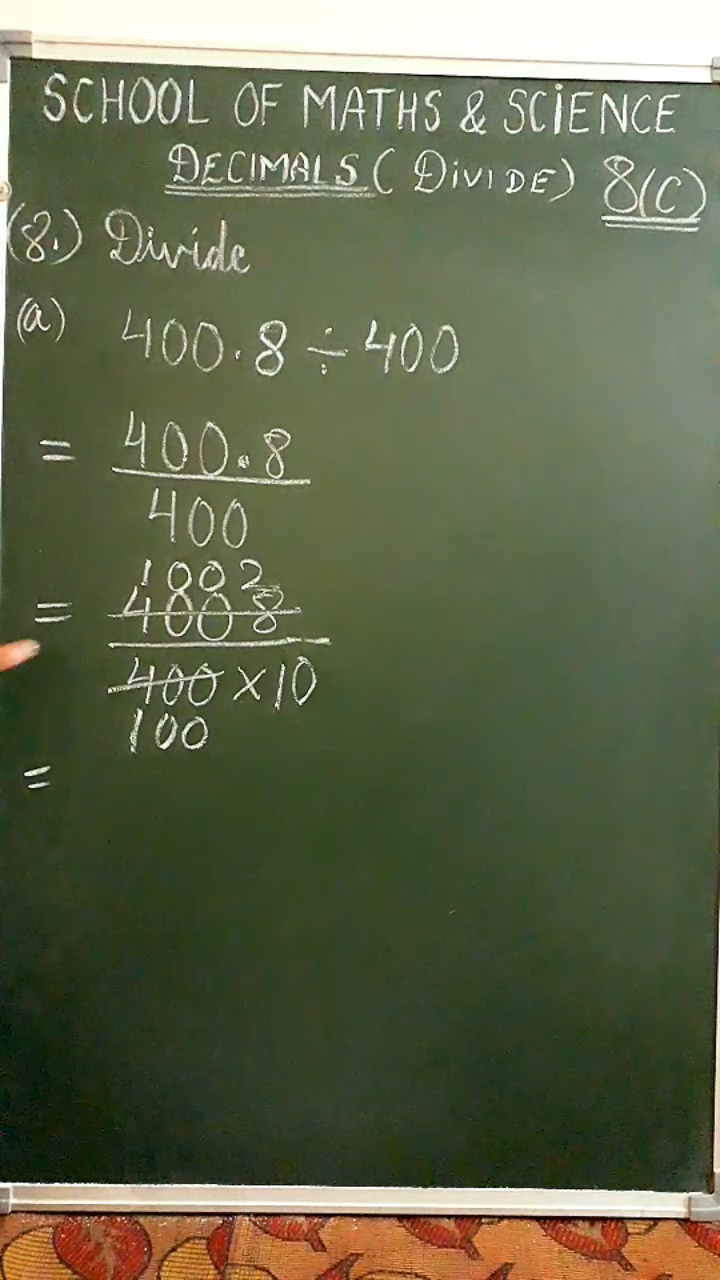 SCHOOL OF MATHS & SCIENCE
DECIMALS (DIVIDE) 8(C)
(8.) Divide
(a) 400.8 ÷ 400
= 400.8
400
1002
= 4008
400 × 10
100
=